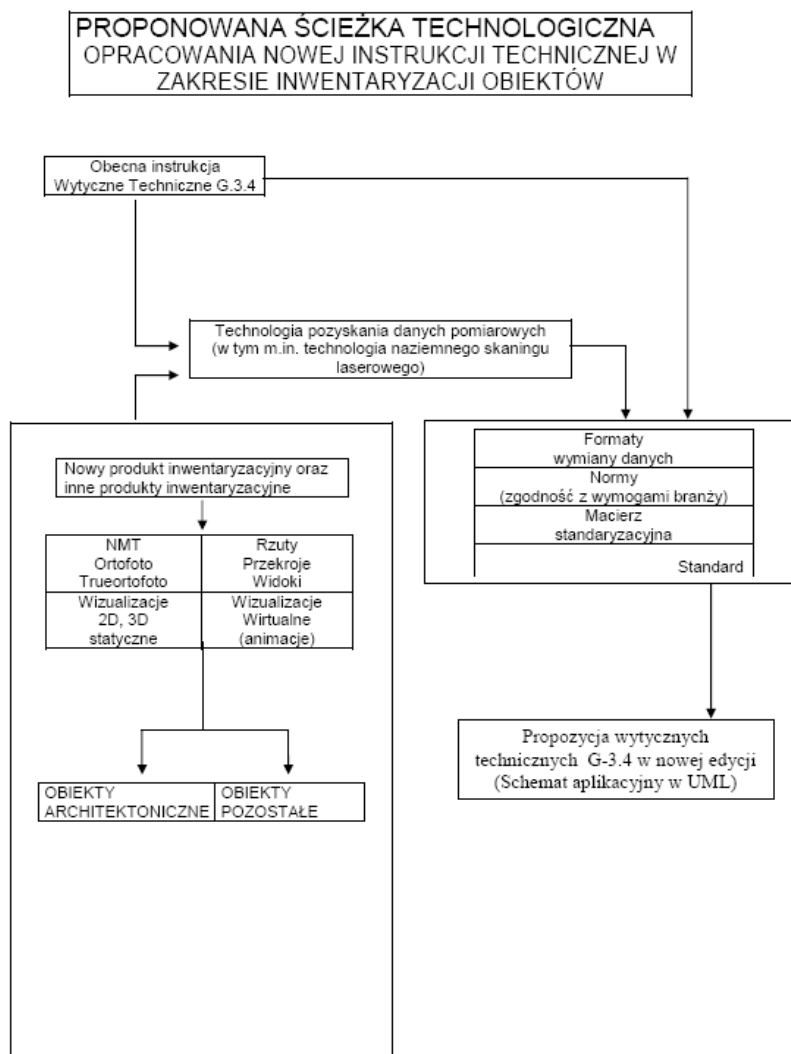 PROPONOWANA ŚCIEŻKA TECHNOLOGICZNA
OPRACOWANIA NOWEJ INSTRUKCJI TECHNICZNEJ W
ZAKRESIE INWENTARYZACJI OBIEKTÓW
Obecna instrukcja
Wytyczne Techniczne G.3.4
Technologia pozyskania danych pomiarowych
(w tym m.in. technologia naziemnego skaningu
laserowego)
Nowy produkt inwentaryzacyjny oraz
inne produkty inwentaryzacyjne
NMT
Ortofoto
Trueortofoto
Rzuty
Przekroje
Widoki
Wizualizacje
2D, 3D
statyczne
Wizualizacje
Wirtualne
(animacje)
OBIEKTY
ARCHITEKTONICZNE
OBIEKTY
POZOSTAŁE
Formaty
wymiany danych
Normy
(zgodność z wymogami branży)
Macierz
standaryzacyjna
Standard
Propozycja wytycznych
technicznych G-3.4 w nowej edycji
(Schemat aplikacyjny w UML)